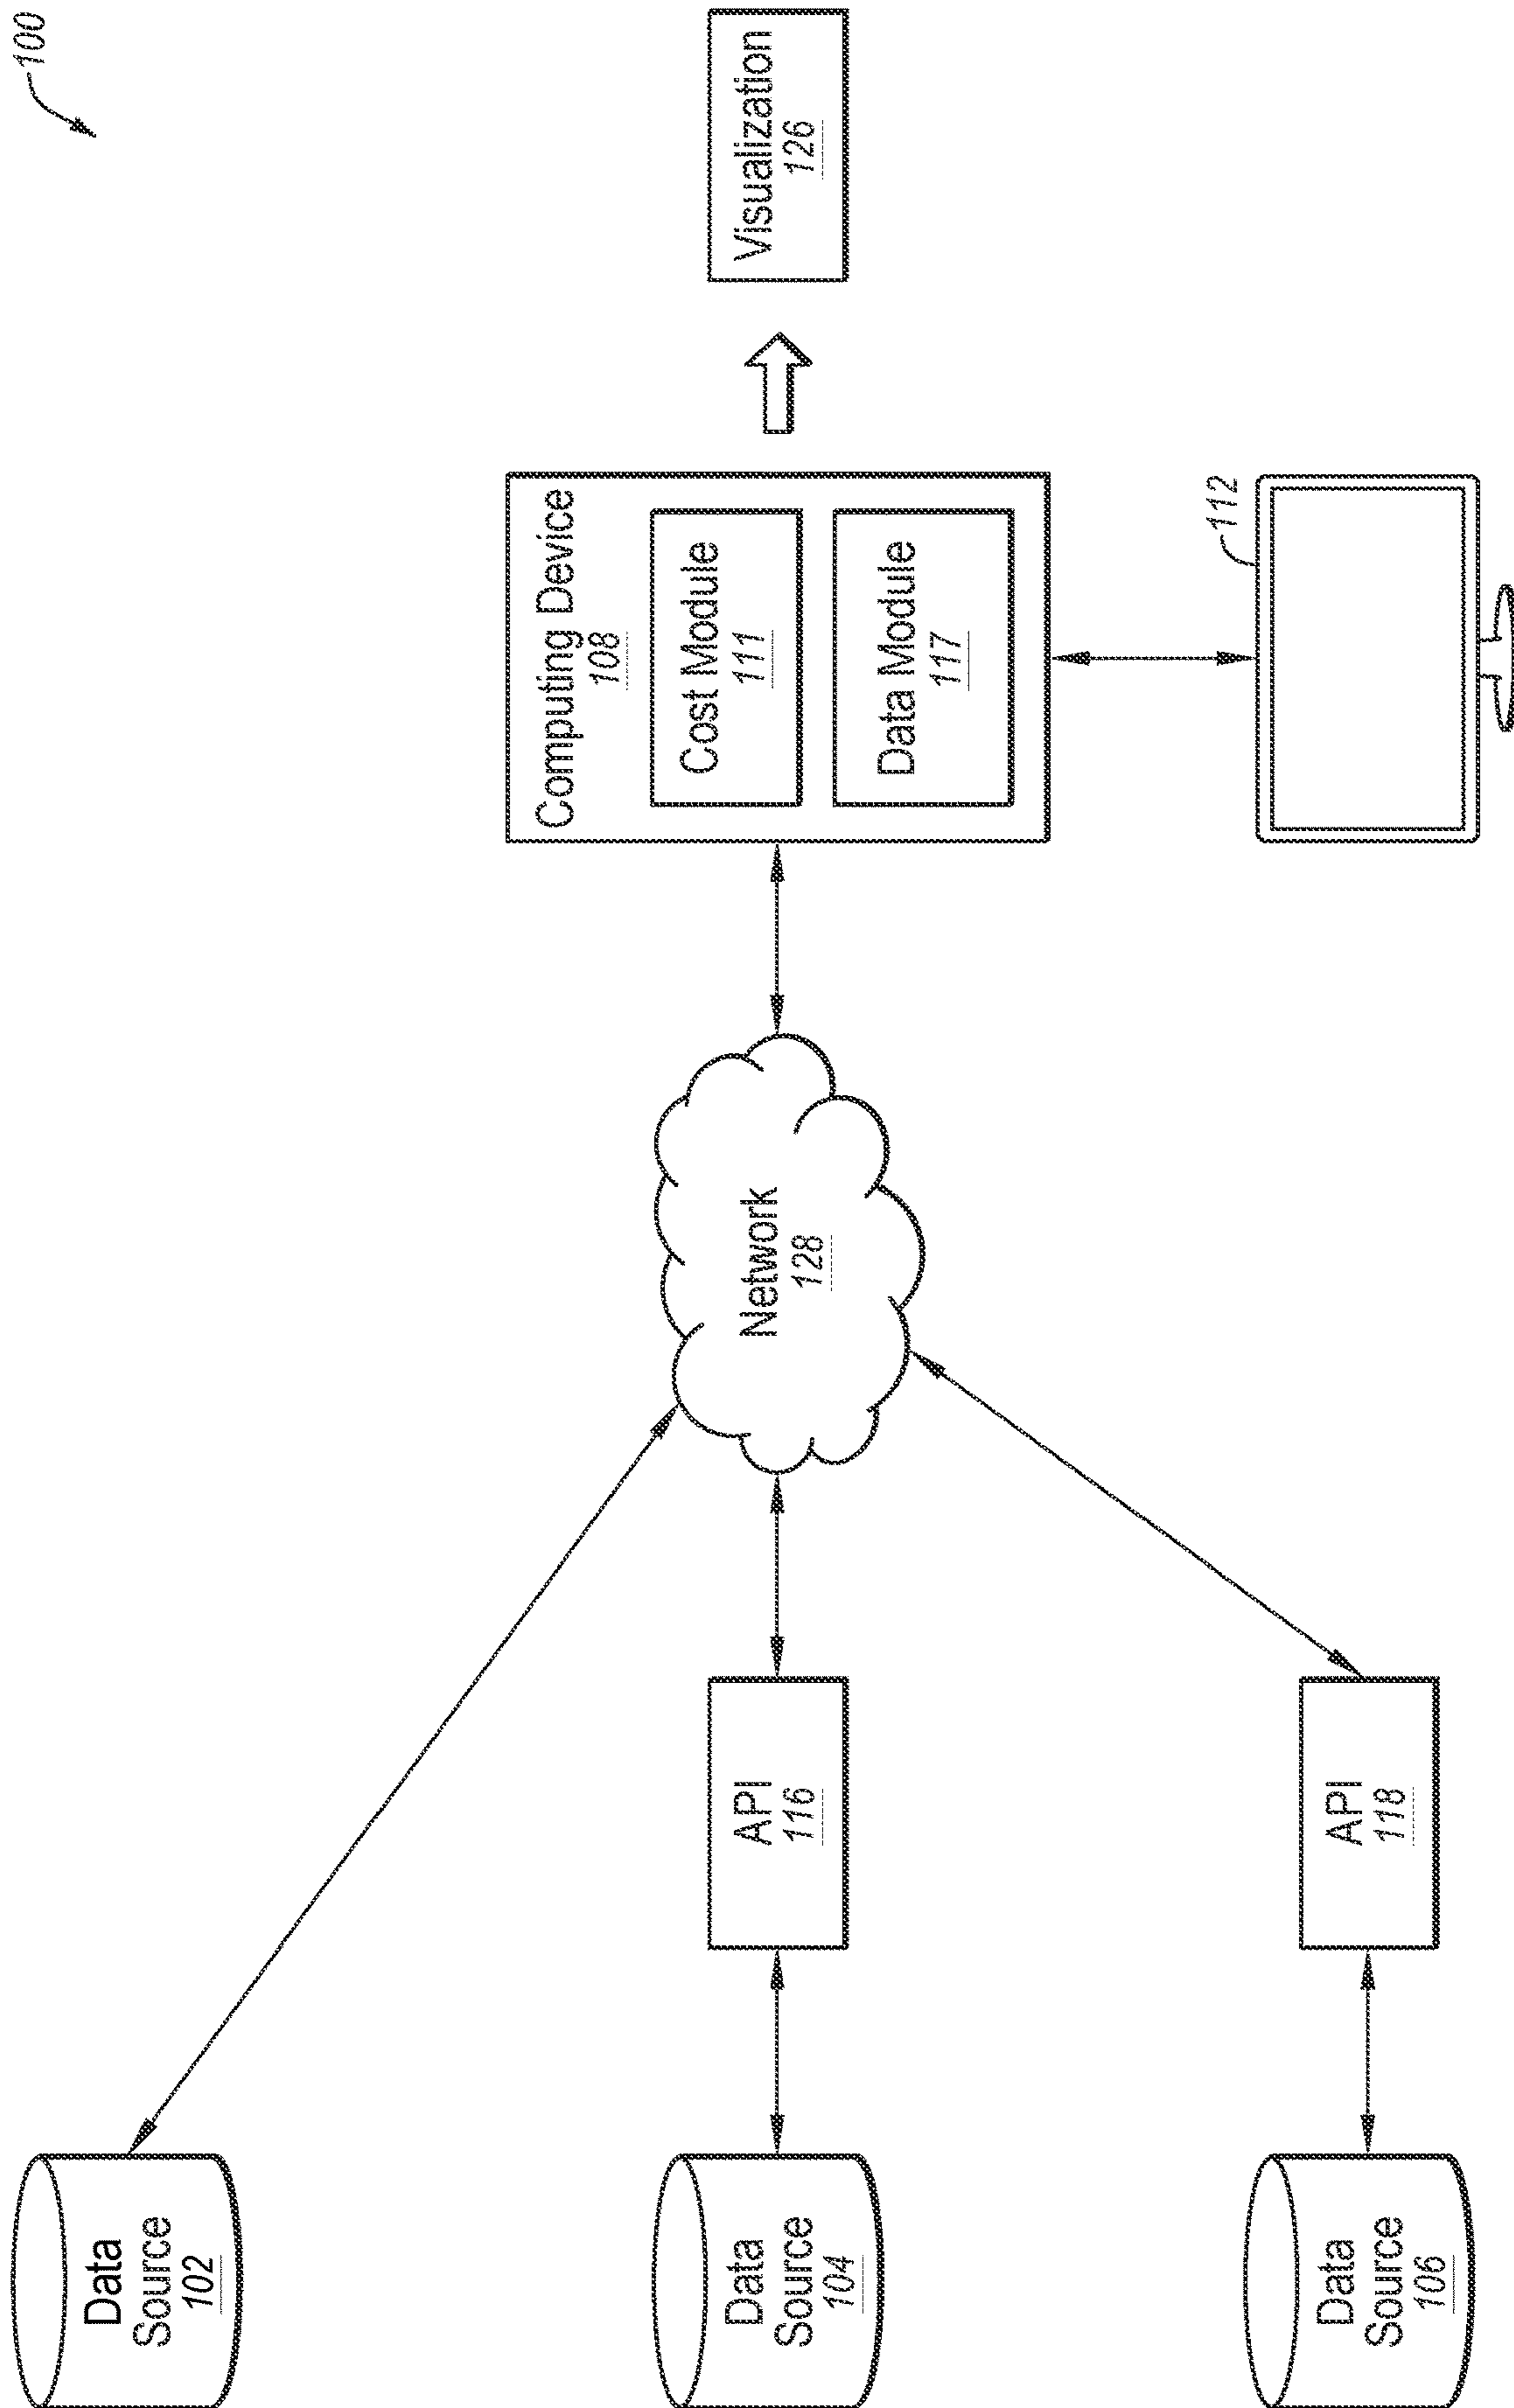 100
Data
Source
102
Data
Source
104
Data
Source
106
API
116
API
118
Network
128
Computing Device
108
Cost Module
111
Data Module
117
112
Visualization
126